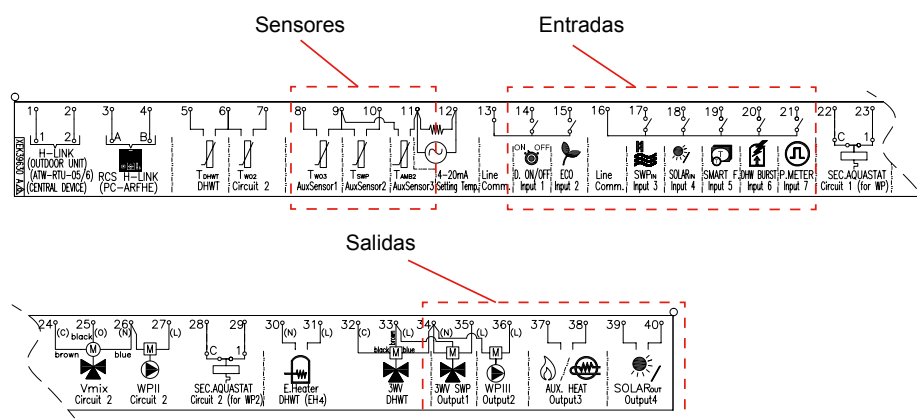 Sensores Entradas
1 2 3 4 5 6 7 8 9 10 11 12 13 14 15 16 17 18 19 20 21 22 23
1 2 A B C 1
ON OFF
H-LINK
(OUTDOOR UNIT)
(ATW-RTU-05/6)
(CENTRAL DEVICE)
RCS H-LINK
(PC-ARFHE)
TDHWT
DHWT
TWO2
Circuit 2
TWO3
AuxSensor1
TSWP
AuxSensor2
TAMB2
AuxSensor3
4-20mA
Setting Temp.
Line
Comm.
D. ON/OFF
Input 1
ECO
Input 2
Line
Comm.
SWPIN
Input 3
SOLARIN
Input 4
SMART F.
Input 5
DHW BURST
Input 6
P.METER
Input 7
SEC.AQUASTAT
Circuit 1 (for WP)
Salidas
24 25 26 27 28 29 30 31 32 33 34 35 36 37 38 39 40
(C) (O) (N) (L) (N) (L) (C) (L) (N) (L) (L)
black
brown M blue
M
C 1
brown
black M blue
M
M
Vmix
Circuit 2
WPII
Circuit 2
SEC.AQUASTAT
Circuit 2 (for WP2)
E.Heater
DHWT (EH4)
3WV
DHWT
3WV SWP
Output1
WPIII
Output2
AUX. HEAT
Output3
SOLAROUT
Output4